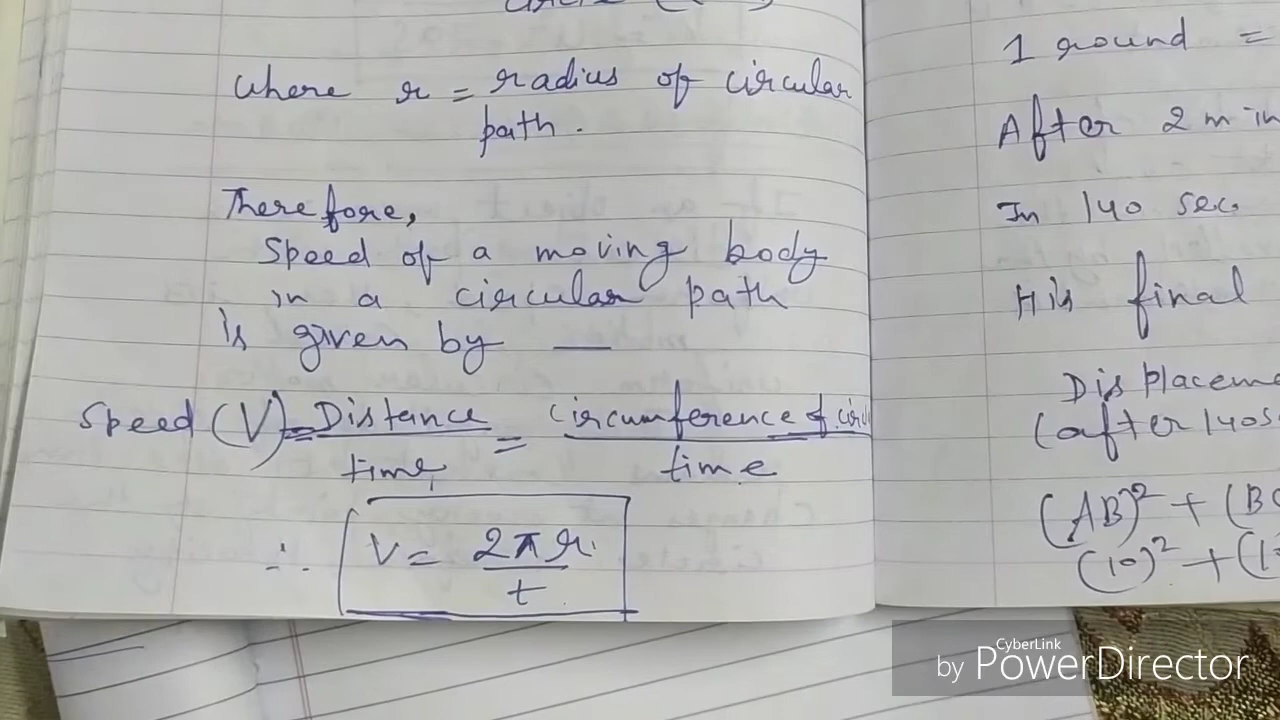 where r = radius of circular
path.
Therefore,
speed of a moving body
in a circular path
is given by —
Speed (V) = Distance / time = circumference of circ / time
∴ V = 2πr / t
1 round =
After 2 min
In 140 sec.
His final
Displaceme
(after 140s
(AB)² + (BC
(10)² + (1
CyberLink
by PowerDirector